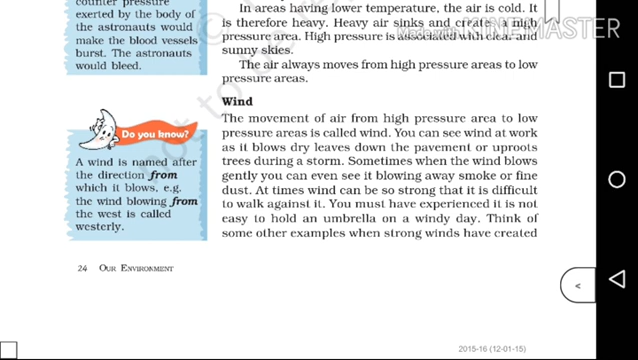 counter pressure
exerted by the body of
the astronauts would
make the blood vessels
burst. The astronauts
would bleed.
In areas having lower temperature, the air is cold. It
is therefore heavy. Heavy air sinks and creates a high
pressure area. High pressure is associated with clear and
sunny skies.
The air always moves from high pressure areas to low
pressure areas.
Made with KINEMASTER
Do you know?
A wind is named after
the direction from
which it blows, e.g.
the wind blowing from
the west is called
westerly.
Wind
The movement of air from high pressure area to low
pressure areas is called wind. You can see wind at work
as it blows dry leaves down the pavement or uproots
trees during a storm. Sometimes when the wind blows
gently you can even see it blowing away smoke or fine
dust. At times wind can be so strong that it is difficult
to walk against it. You must have experienced it is not
easy to hold an umbrella on a windy day. Think of
some other examples when strong winds have created
24 OUR ENVIRONMENT
not to be
2015-16 (12-01-15)